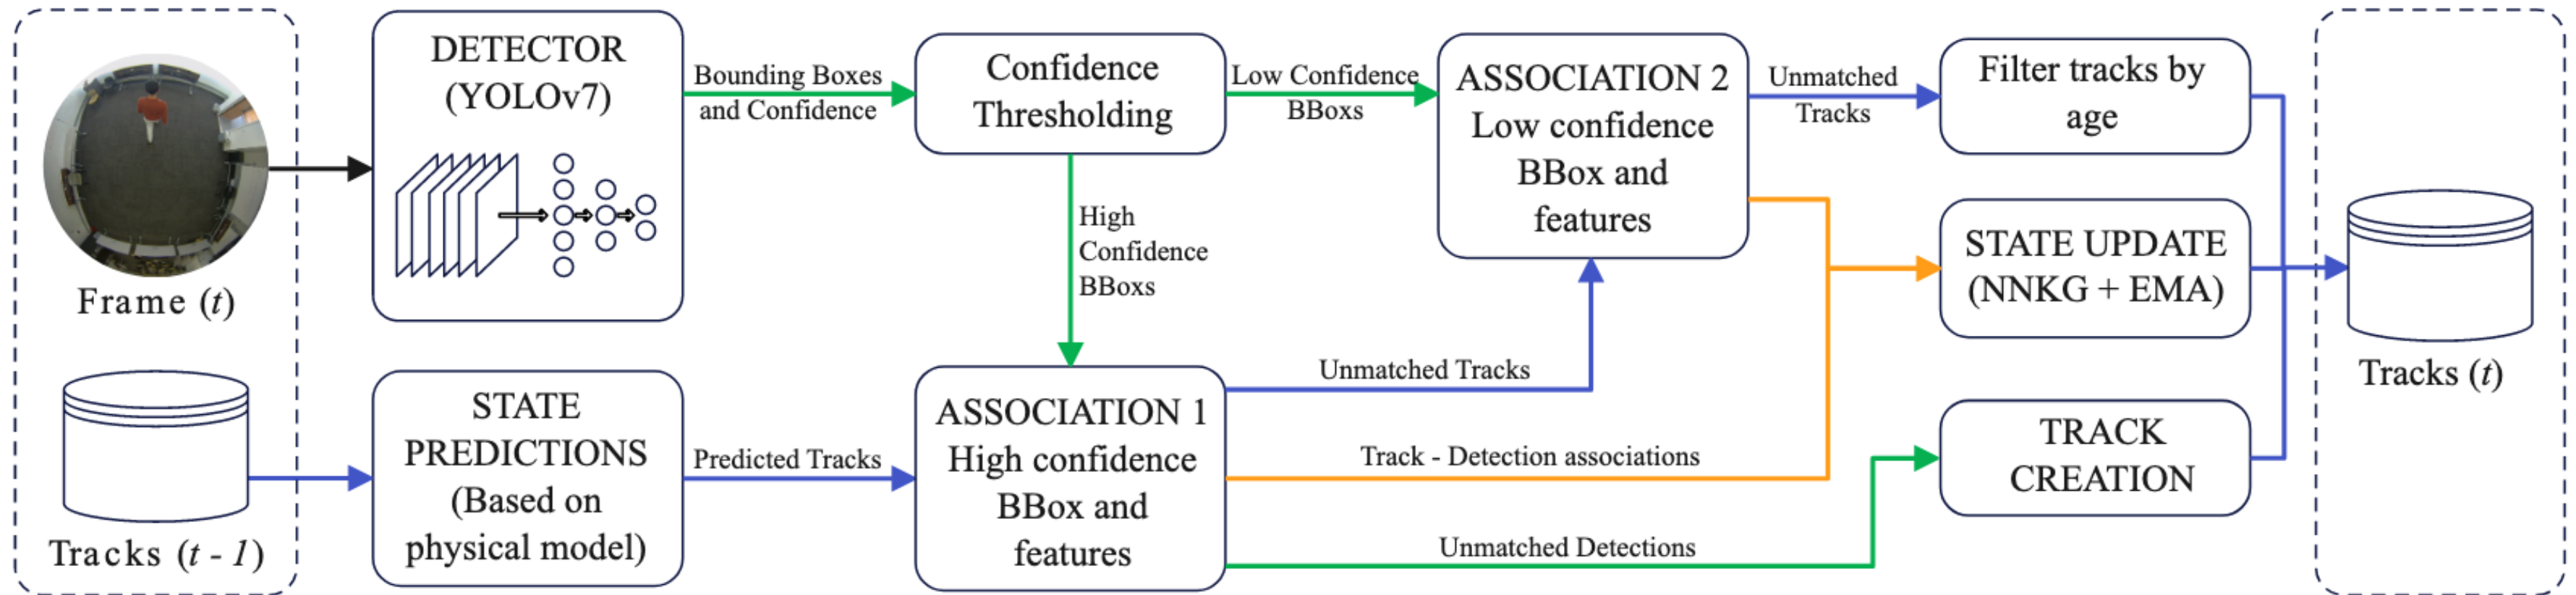 Frame (t)
Tracks (t - 1)
DETECTOR
(YOLOv7)
STATE
PREDICTIONS
(Based on
physical model)
Bounding Boxes
and Confidence
Predicted Tracks
Confidence
Thresholding
High
Confidence
BBoxs
ASSOCIATION 1
High confidence
BBox and
features
Low Confidence
BBoxs
Unmatched Tracks
Track - Detection associations
Unmatched Detections
ASSOCIATION 2
Low confidence
BBox and
features
Unmatched
Tracks
Filter tracks by
age
STATE UPDATE
(NNKG + EMA)
TRACK
CREATION
Tracks (t)